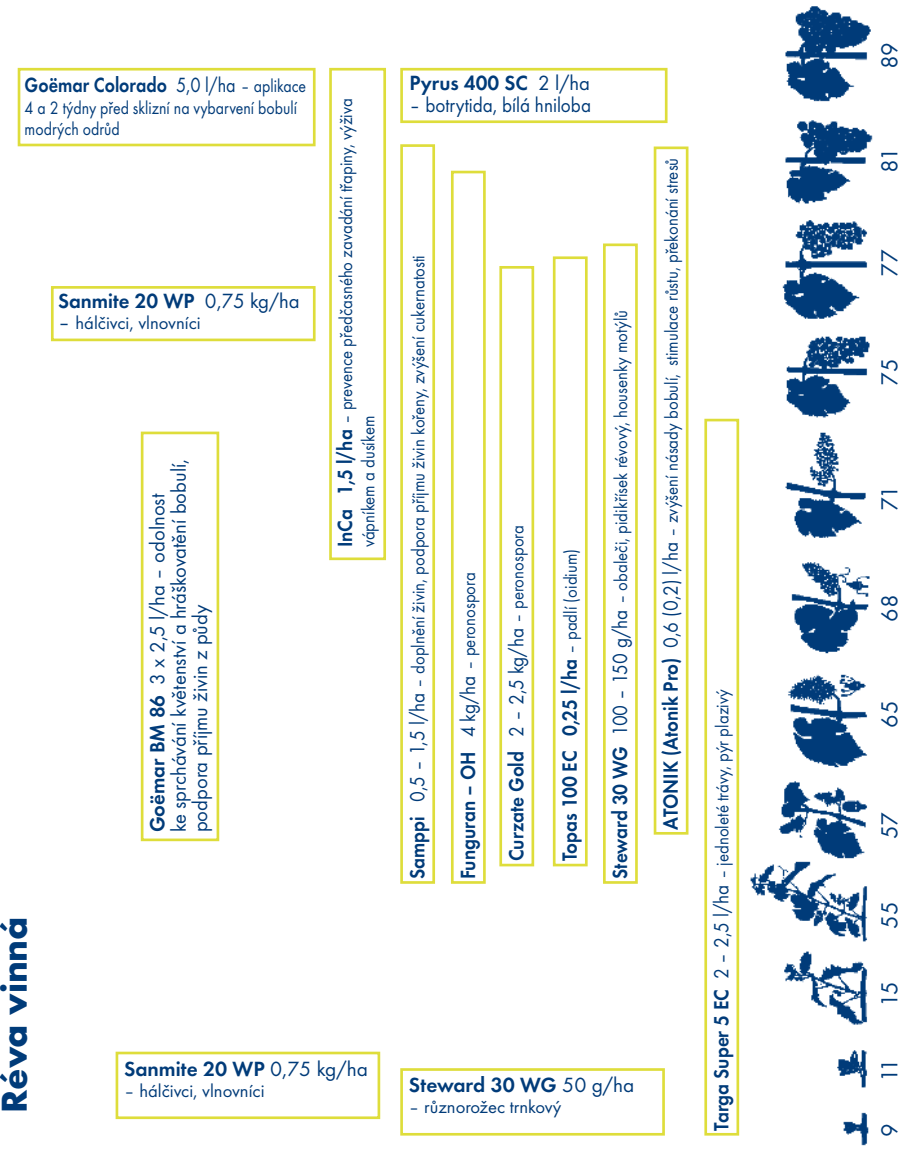 Réva vinná
Goëmar Colorado 5,0 l/ha – aplikace
4 a 2 týdny před sklizní na vybarvení bobulí
modrých odrůd
Sanmite 20 WP 0,75 kg/ha
– hálčivci, vlnovníci
Goëmar BM 86 3 x 2,5 l/ha – odolnost
ke sprchávání květenství a hráškovatění bobulí,
podpora příjmu živin z půdy
Sanmite 20 WP 0,75 kg/ha
– hálčivci, vlnovníci
InCa 1,5 l/ha – prevence předčasného zavadání třapiny, výživa
vápníkem a dusíkem
Pyrus 400 SC 2 l/ha
– botrytida, bílá hniloba
Samppi 0,5 – 1,5 l/ha – doplnění živin, podpora příjmu živin kořeny, zvýšení cukernatosti
Funguran – OH 4 kg/ha – peronospora
Curzate Gold 2 – 2,5 kg/ha – peronospora
Topas 100 EC 0,25 l/ha – padlí (oidium)
Steward 30 WG 100 – 150 g/ha – obaleči, pidikřísek révový, housenky motýlů
Steward 30 WG 50 g/ha
– různorožec trnkový
ATONIK (Atonik Pro) 0,6 (0,2) l/ha – zvýšení násady bobulí, stimulace růstu, překonání stresů
Targa Super 5 EC 2 – 2,5 l/ha – jednoleté trávy, pýr plazivý
9 11 15 55 57 65 68 71 75 77 81 89